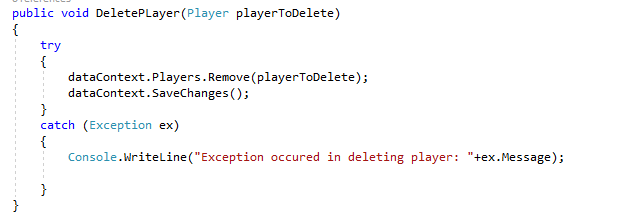 public void DeletePLayer(Player playerToDelete)
{
try
{
dataContext.Players.Remove(playerToDelete);
dataContext.SaveChanges();
}
catch (Exception ex)
{
Console.WriteLine("Exception occured in deleting player: "+ex.Message);
}
}